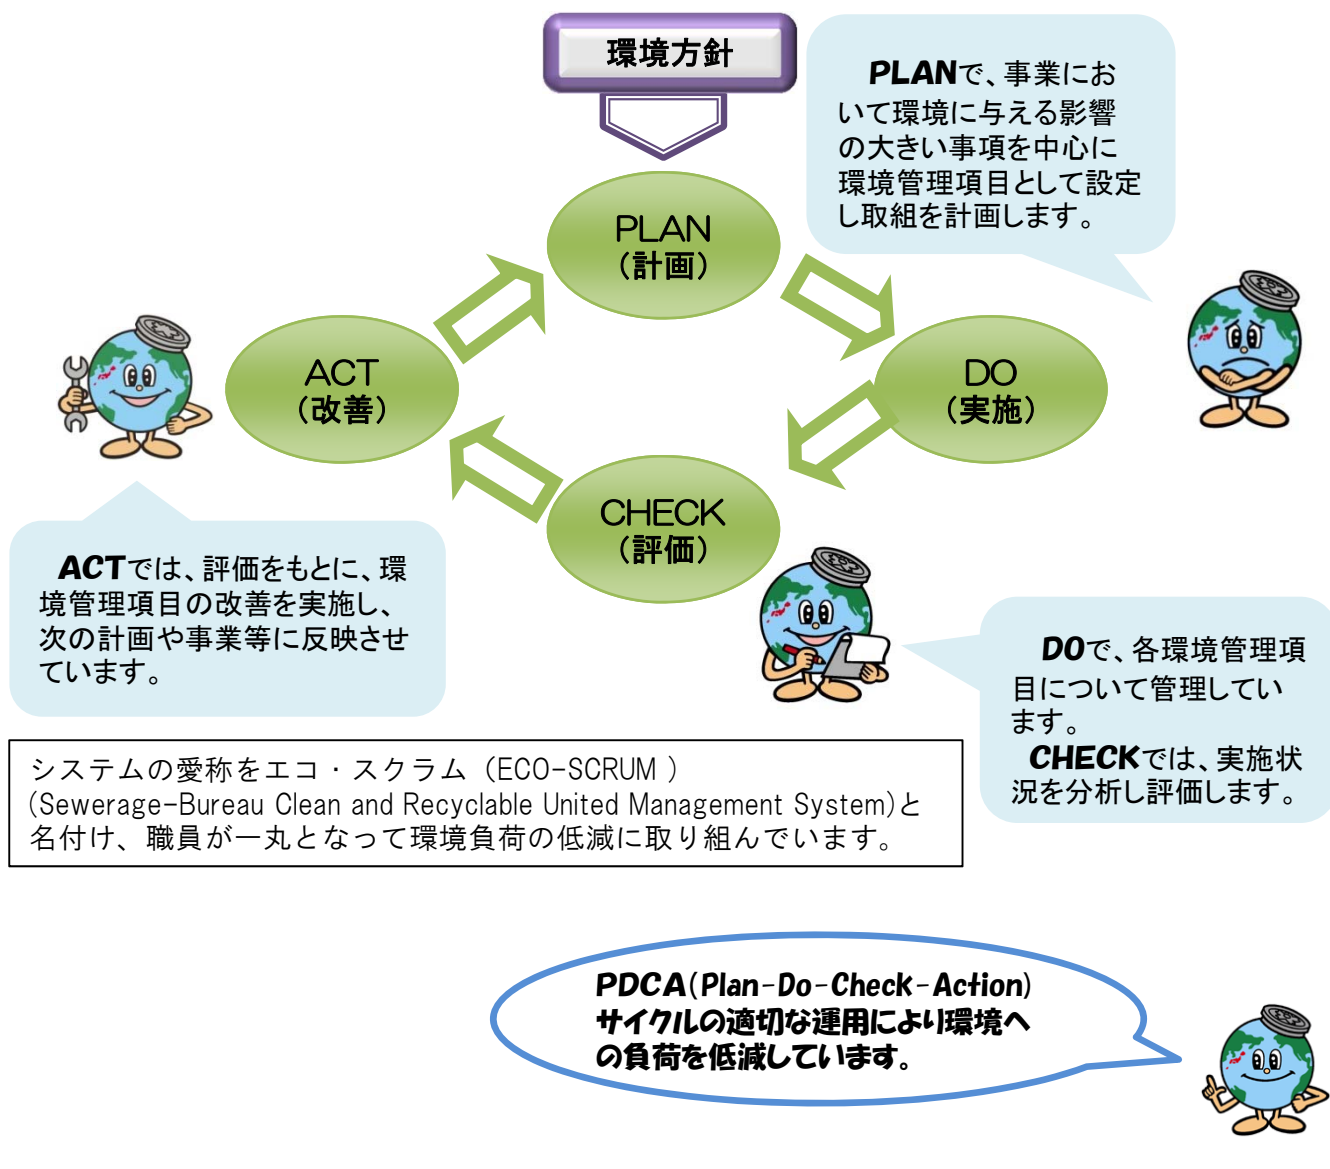 環境方針
PLANで、事業にお
いて環境に与える影響
の大きい事項を中心に
環境管理項目として設定
し取組を計画します。
PLAN
（計画）
ACT
（改善）
DO
（実施）
CHECK
（評価）
ACTでは、評価をもとに、環
境管理項目の改善を実施し、
次の計画や事業等に反映させ
ています。
DOで、各環境管理項
目について管理してい
ます。
CHECKでは、実施状
況を分析し評価します。
システムの愛称をエコ・スクラム（ECO-SCRUM ）
(Sewerage-Bureau Clean and Recyclable United Management System)と
名付け、職員が一丸となって環境負荷の低減に取り組んでいます。
PDCA(Plan-Do-Check-Action)
サイクルの適切な運用により環境へ
の負荷を低減しています。